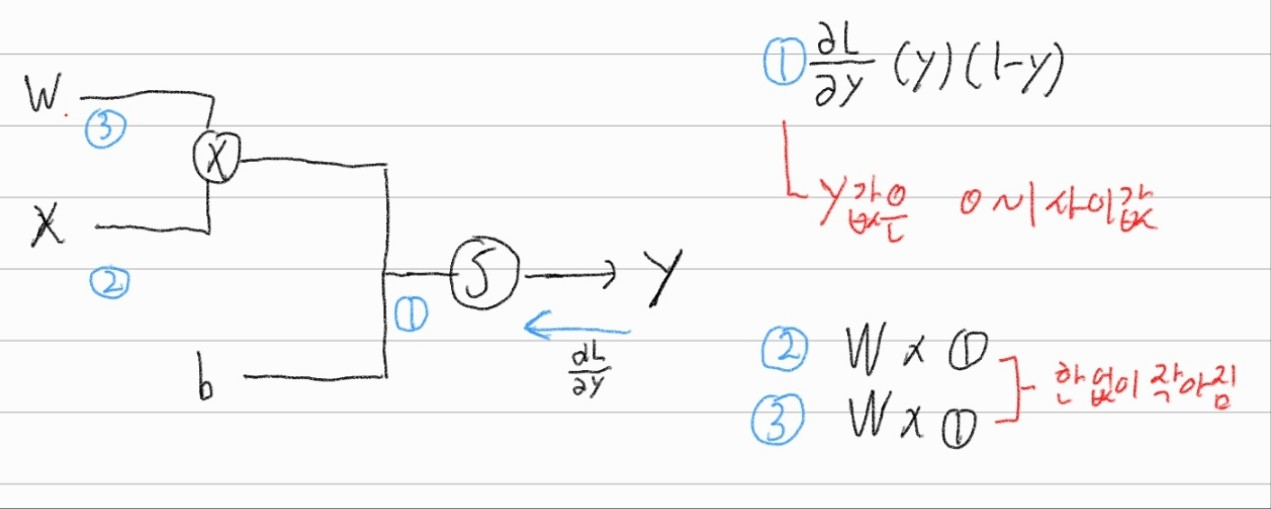 W
③
X
X
②
b
①
S
Y
∂L/∂y
① ∂L/∂y (y)(1-y)
y값은 0~1 사이값
② W x ①
③ W x ①
한없이 작아짐